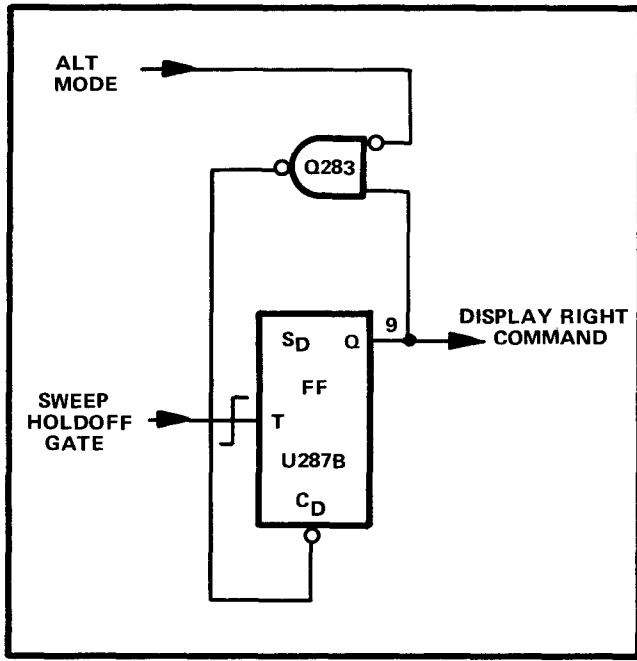 ALT
MODE
Q283
DISPLAY RIGHT
COMMAND
9
SD Q
FF
SWEEP
HOLDOFF
GATE
T
U287B
CD